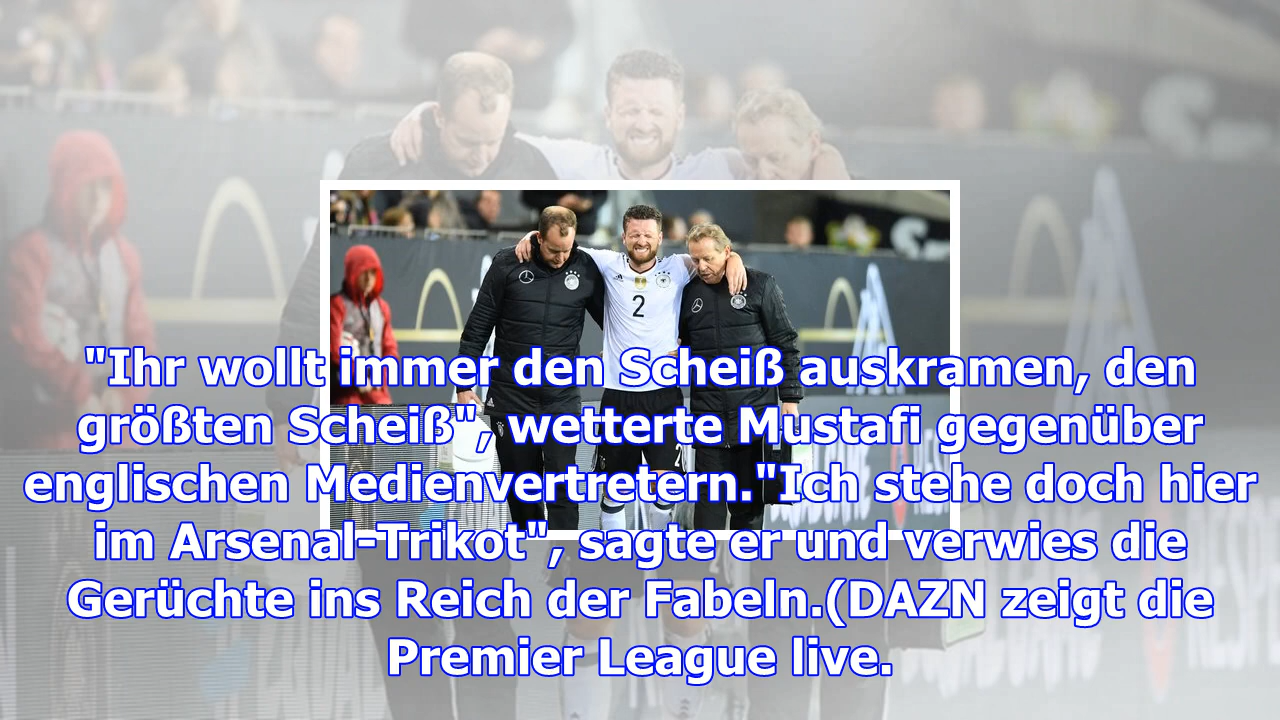 "Ihr wollt immer den Scheiß auskramen, den
größten Scheiß", wetterte Mustafi gegenüber
englischen Medienvertretern."Ich stehe doch hier
im Arsenal-Trikot", sagte er und verwies die
Gerüchte ins Reich der Fabeln.(DAZN zeigt die
Premier League live.
2